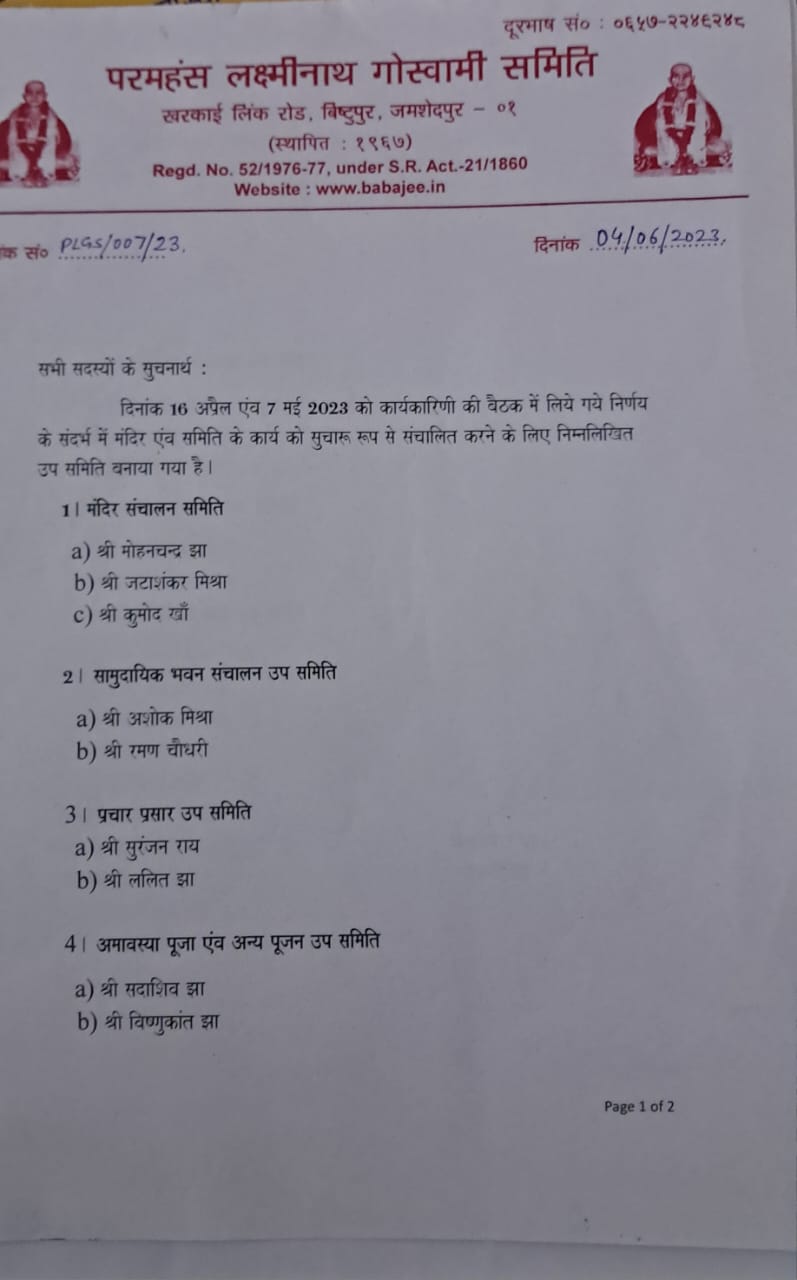 दूरभाष सं० : ०६५७-२२४९२४८
परमहंस लक्ष्मीनाथ गोस्वामी समिति
खरकाई लिंक रोड, बिष्टुपुर, जमशेदपुर – ०१
(स्थापित : १९६७)
Regd. No. 52/1976-77, under S.R. Act.-21/1860
Website : www.babajee.in
क सं० PLGS/007/23.
दिनांक 04/06/2023.
सभी सदस्यों के सुचनार्थ :
दिनांक 16 अप्रैल एंव 7 मई 2023 को कार्यकारिणी की बैठक में लिये गये निर्णय
के संदर्भ में मंदिर एंव समिति के कार्य को सुचारू रूप से संचालित करने के लिए निम्नलिखित
उप समिति बनाया गया है।
1। मंदिर संचालन समिति
a) श्री मोहनचन्द्र झा
b) श्री जटाशंकर मिश्रा
c) श्री कुमोद खाँ
2। सामुदायिक भवन संचालन उप समिति
a) श्री अशोक मिश्रा
b) श्री रमण चौधरी
3। प्रचार प्रसार उप समिति
a) श्री सुरंजन राय
b) श्री ललित झा
4। अमावस्या पूजा एंव अन्य पूजन उप समिति
a) श्री सदाशिव झा
b) श्री विष्णुकांत झा
Page 1 of 2